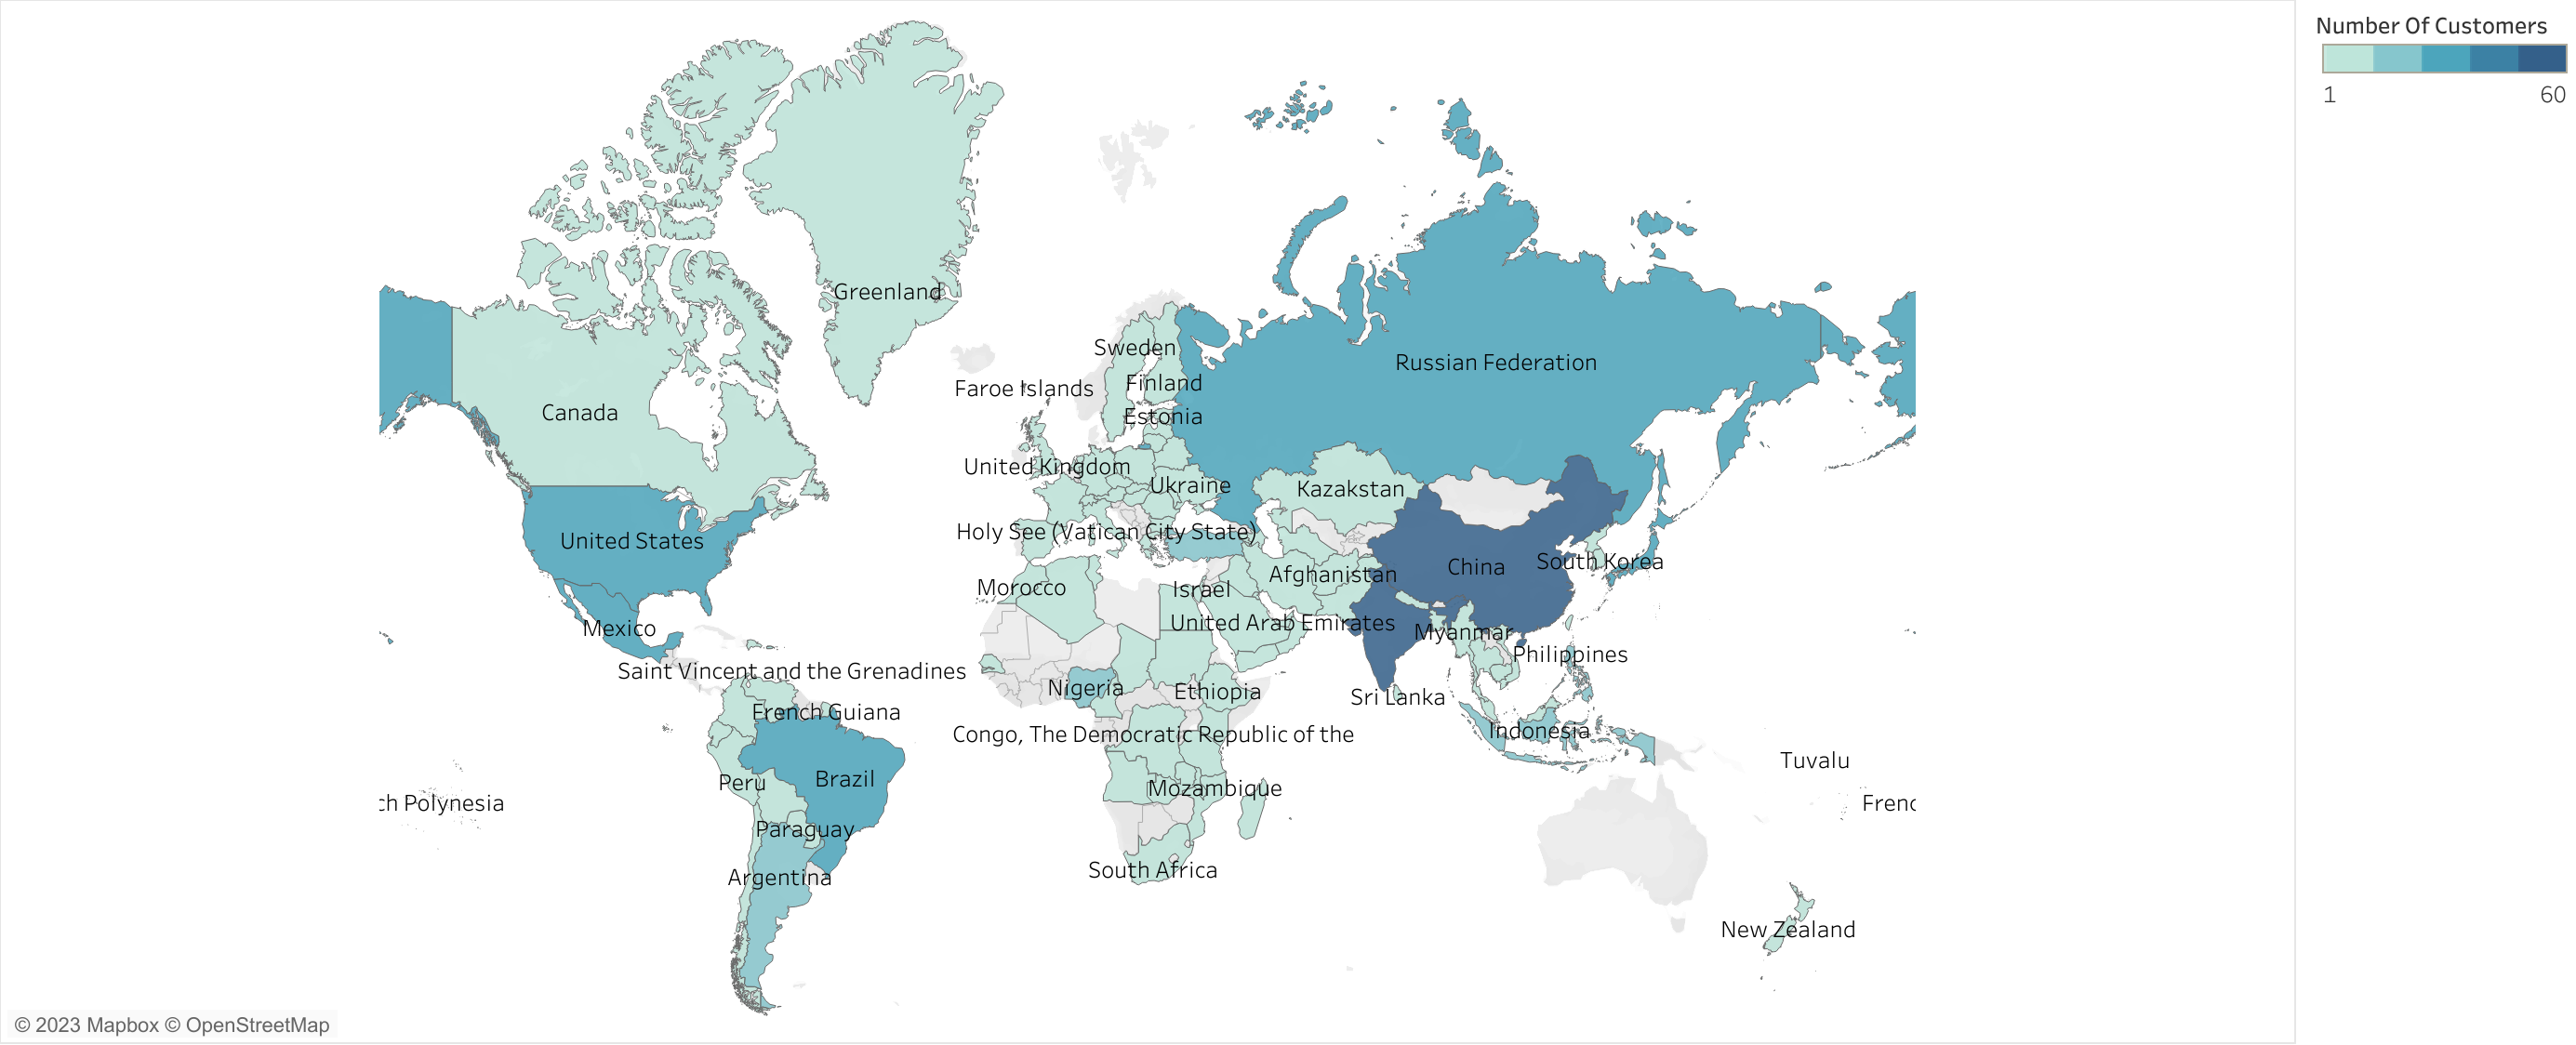 Number Of Customers
1 60
Greenland
Sweden
Russian Federation
Finland
Faroe Islands
Canada
Estonia
United Kingdom
Ukraine
Kazakstan
Holy See (Vatican City State)
United States
South Korea
China
Afghanistan
Morocco
Israel
United Arab Emirates
Mexico
Myanmar
Philippines
Saint Vincent and the Grenadines
Nigeria
Ethiopia
Sri Lanka
French Guiana
Indonesia
Congo, The Democratic Republic of the
Tuvalu
Brazil
Peru
Mozambique
ch Polynesia
Frenc
Paraguay
South Africa
Argentina
New Zealand
© 2023 Mapbox © OpenStreetMap